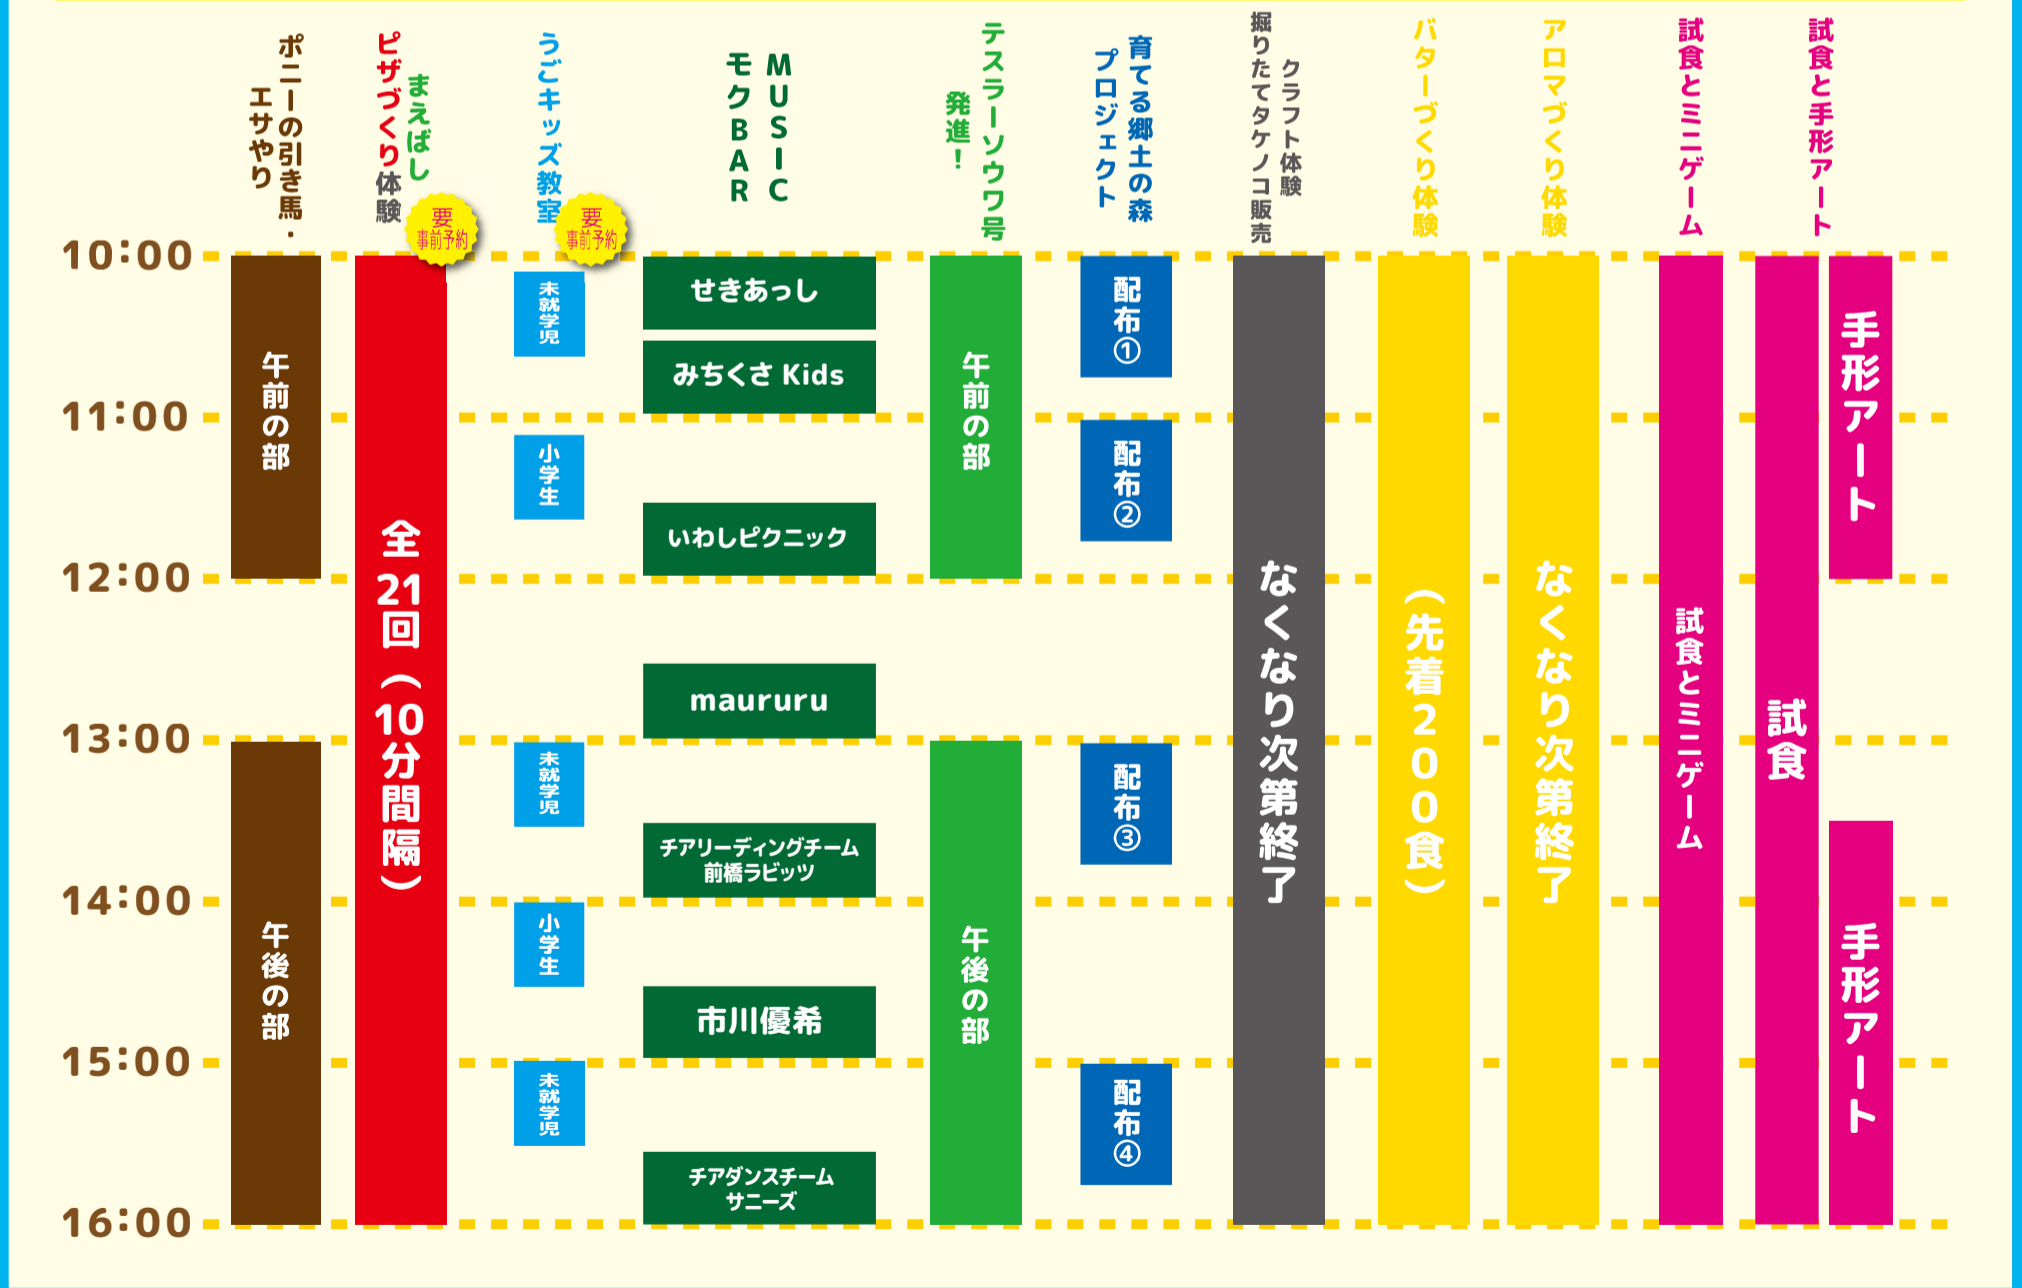 ポニーの引き馬・
エサやり
まえばし
ピザづくり体験
要
事前予約
うごキッズ教室
要
事前予約
MUSIC
モクBAR
テスラーソウワ号
発進！
育てる郷土の森
プロジェクト
クラフト体験
掘りたてタケノコ販売
バターづくり体験
アロマづくり体験
試食とミニゲーム
試食と手形アート
10:00
11:00
12:00
13:00
14:00
15:00
16:00
午前の部
午後の部
全21回（10分間隔）
未就学児
小学生
未就学児
小学生
未就学児
せきあっし
みちくさ Kids
いわしピクニック
maururu
チアリーディングチーム
前橋ラビッツ
市川優希
チアダンスチーム
サニーズ
午前の部
午後の部
配布①
配布②
配布③
配布④
なくなり次第終了
（先着200食）
なくなり次第終了
試食とミニゲーム
試食
手形アート
手形アート